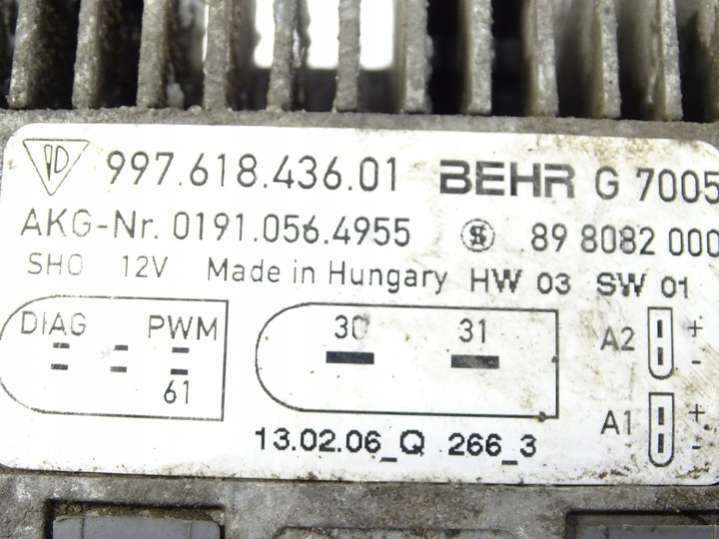 997.618.436.01 BEHR G 7005
AKG-Nr. 0191.056.4955 89 8082 000
SHO 12V Made in Hungary HW 03 SW 01
DIAG PWM 30 31 A2 + -
61 A1 + -
13.02.06_Q 266_3